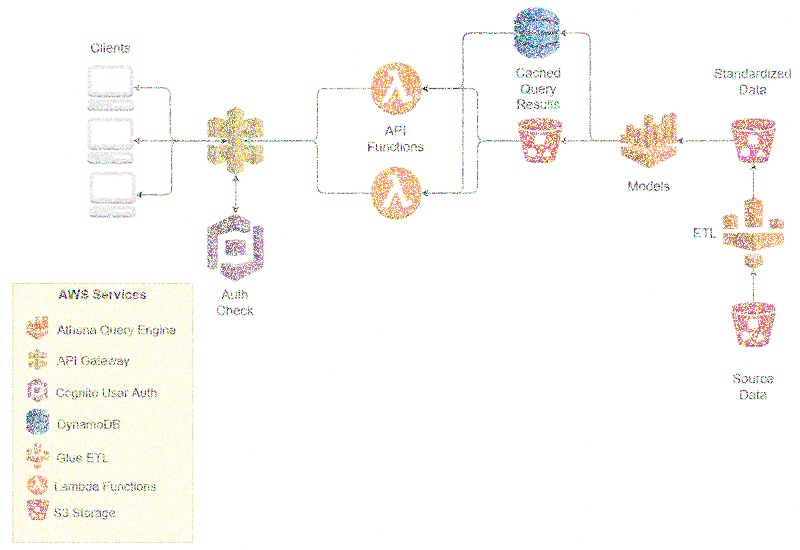 Clients
Cached
Query
Results
Standardized
Data
API
Functions
Models
ETL
Auth
Check
Source
Data
AWS Services
Athena Query Engine
API Gateway
Cognito User Auth
DynamoDB
Glue ETL
Lambda Functions
S3 Storage